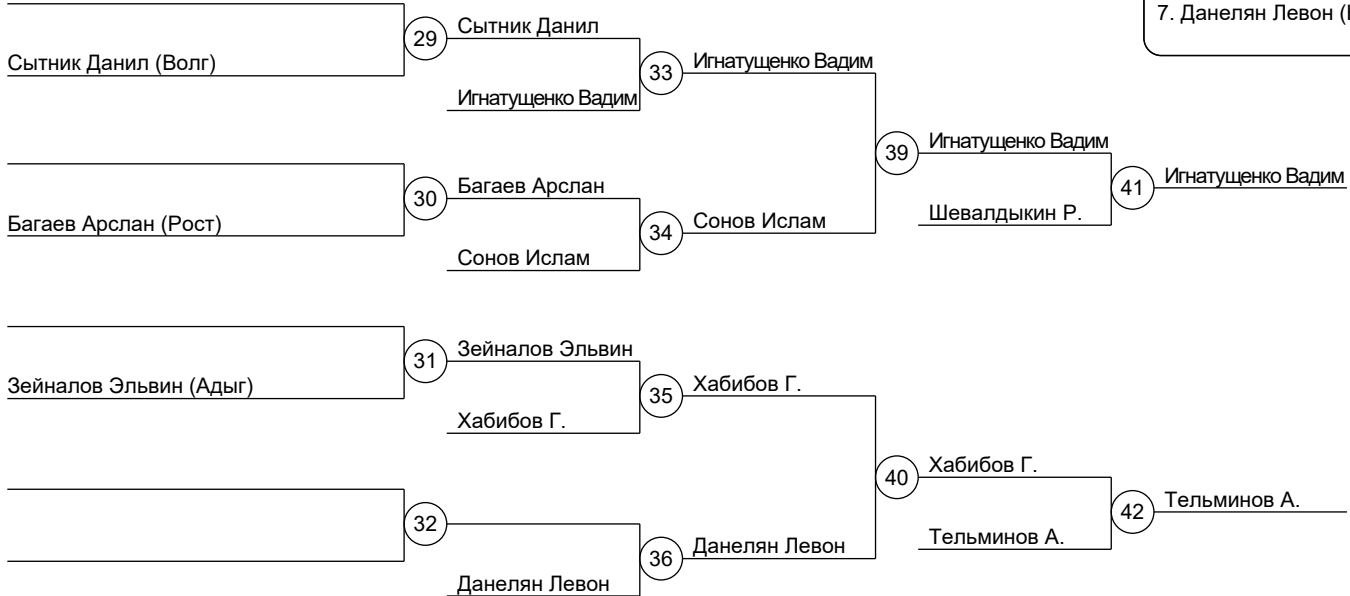 7. Данелян Левон (
29 Сытник Данил
Сытник Данил (Волг)
33 Игнатущенко Вадим
Игнатущенко Вадим
39 Игнатущенко Вадим
41 Игнатущенко Вадим
30 Багаев Арслан
Багаев Арслан (Рост)
34 Сонов Ислам
Шевалдыкин Р.
Сонов Ислам
31 Зейналов Эльвин
Зейналов Эльвин (Адыг)
35 Хабибов Г.
Хабибов Г.
40 Хабибов Г.
42 Тельминов А.
32
36 Данелян Левон
Тельминов А.
Данелян Левон